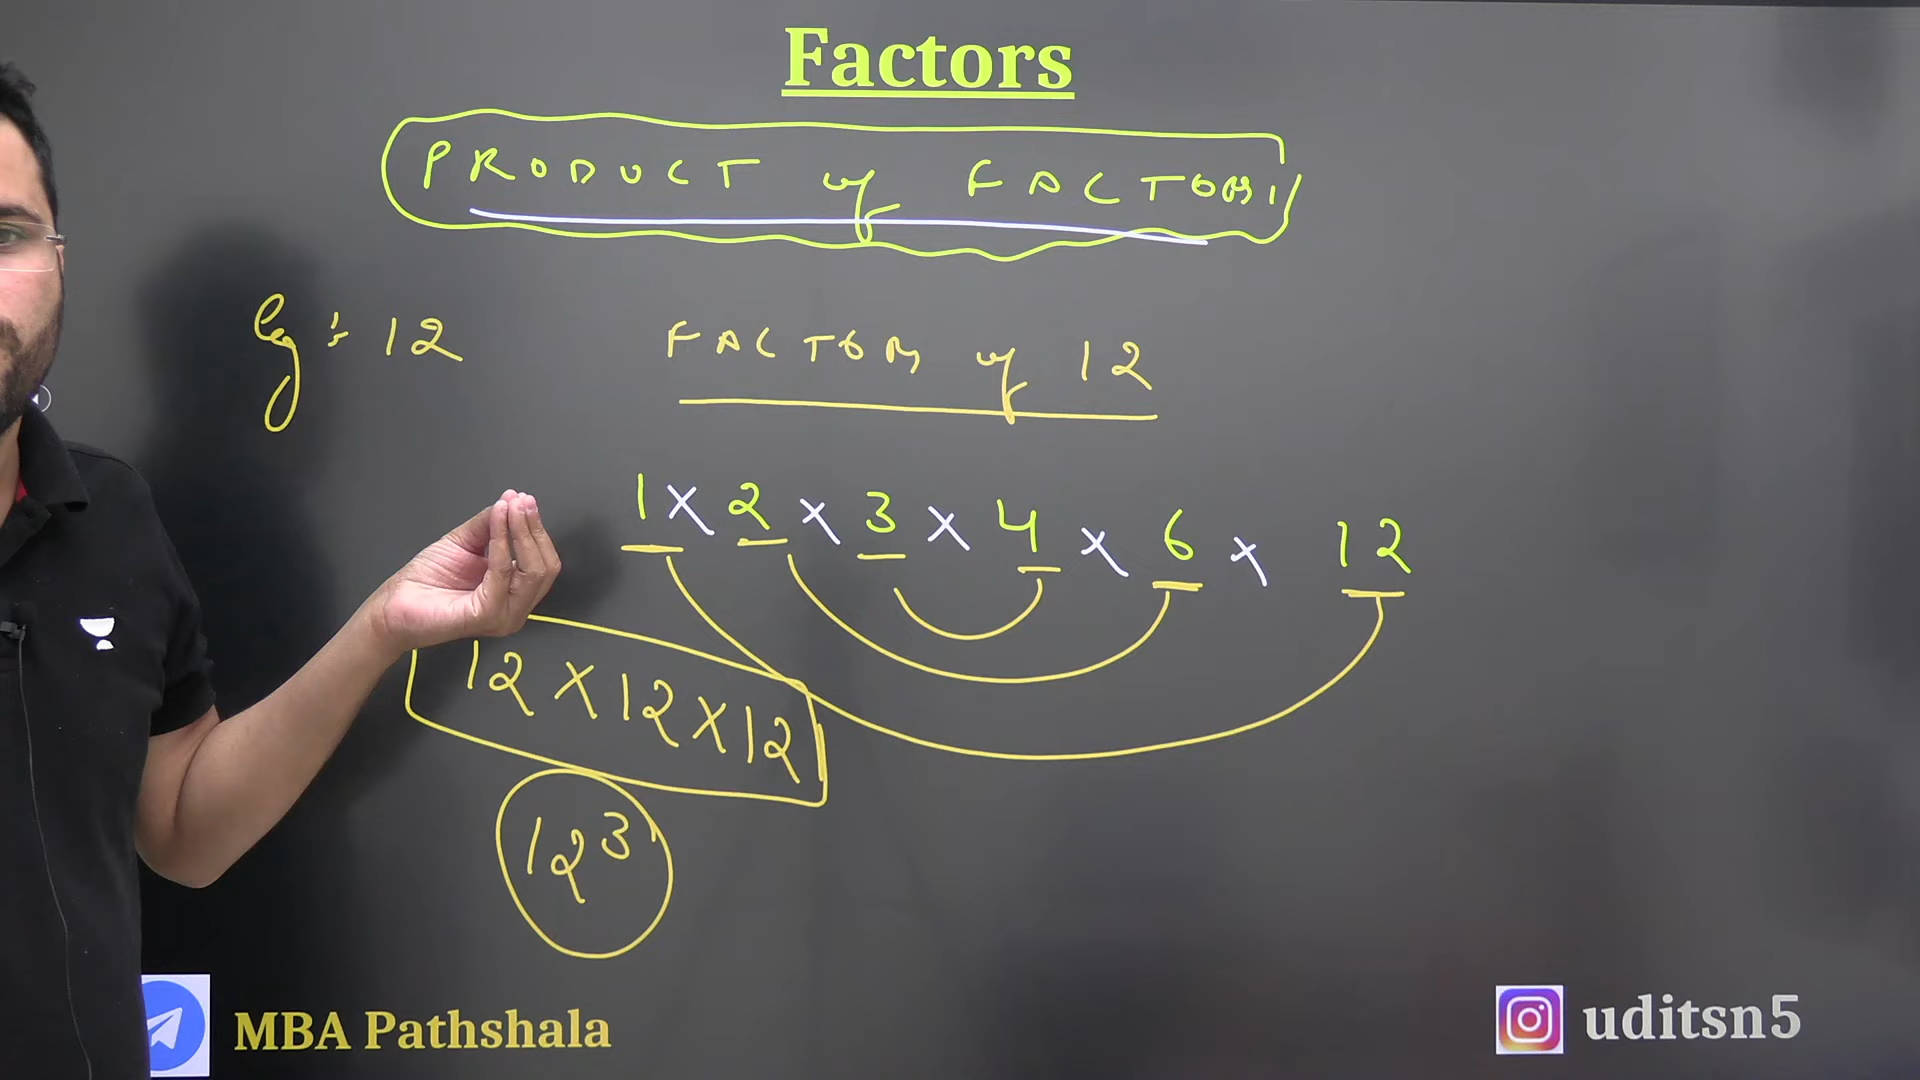 Factors
PRODUCT of FACTORS
Eg : 12
FACTORS of 12
1 × 2 × 3 × 4 × 6 × 12
12 × 12 × 12
12³
MBA Pathshala
uditsn5